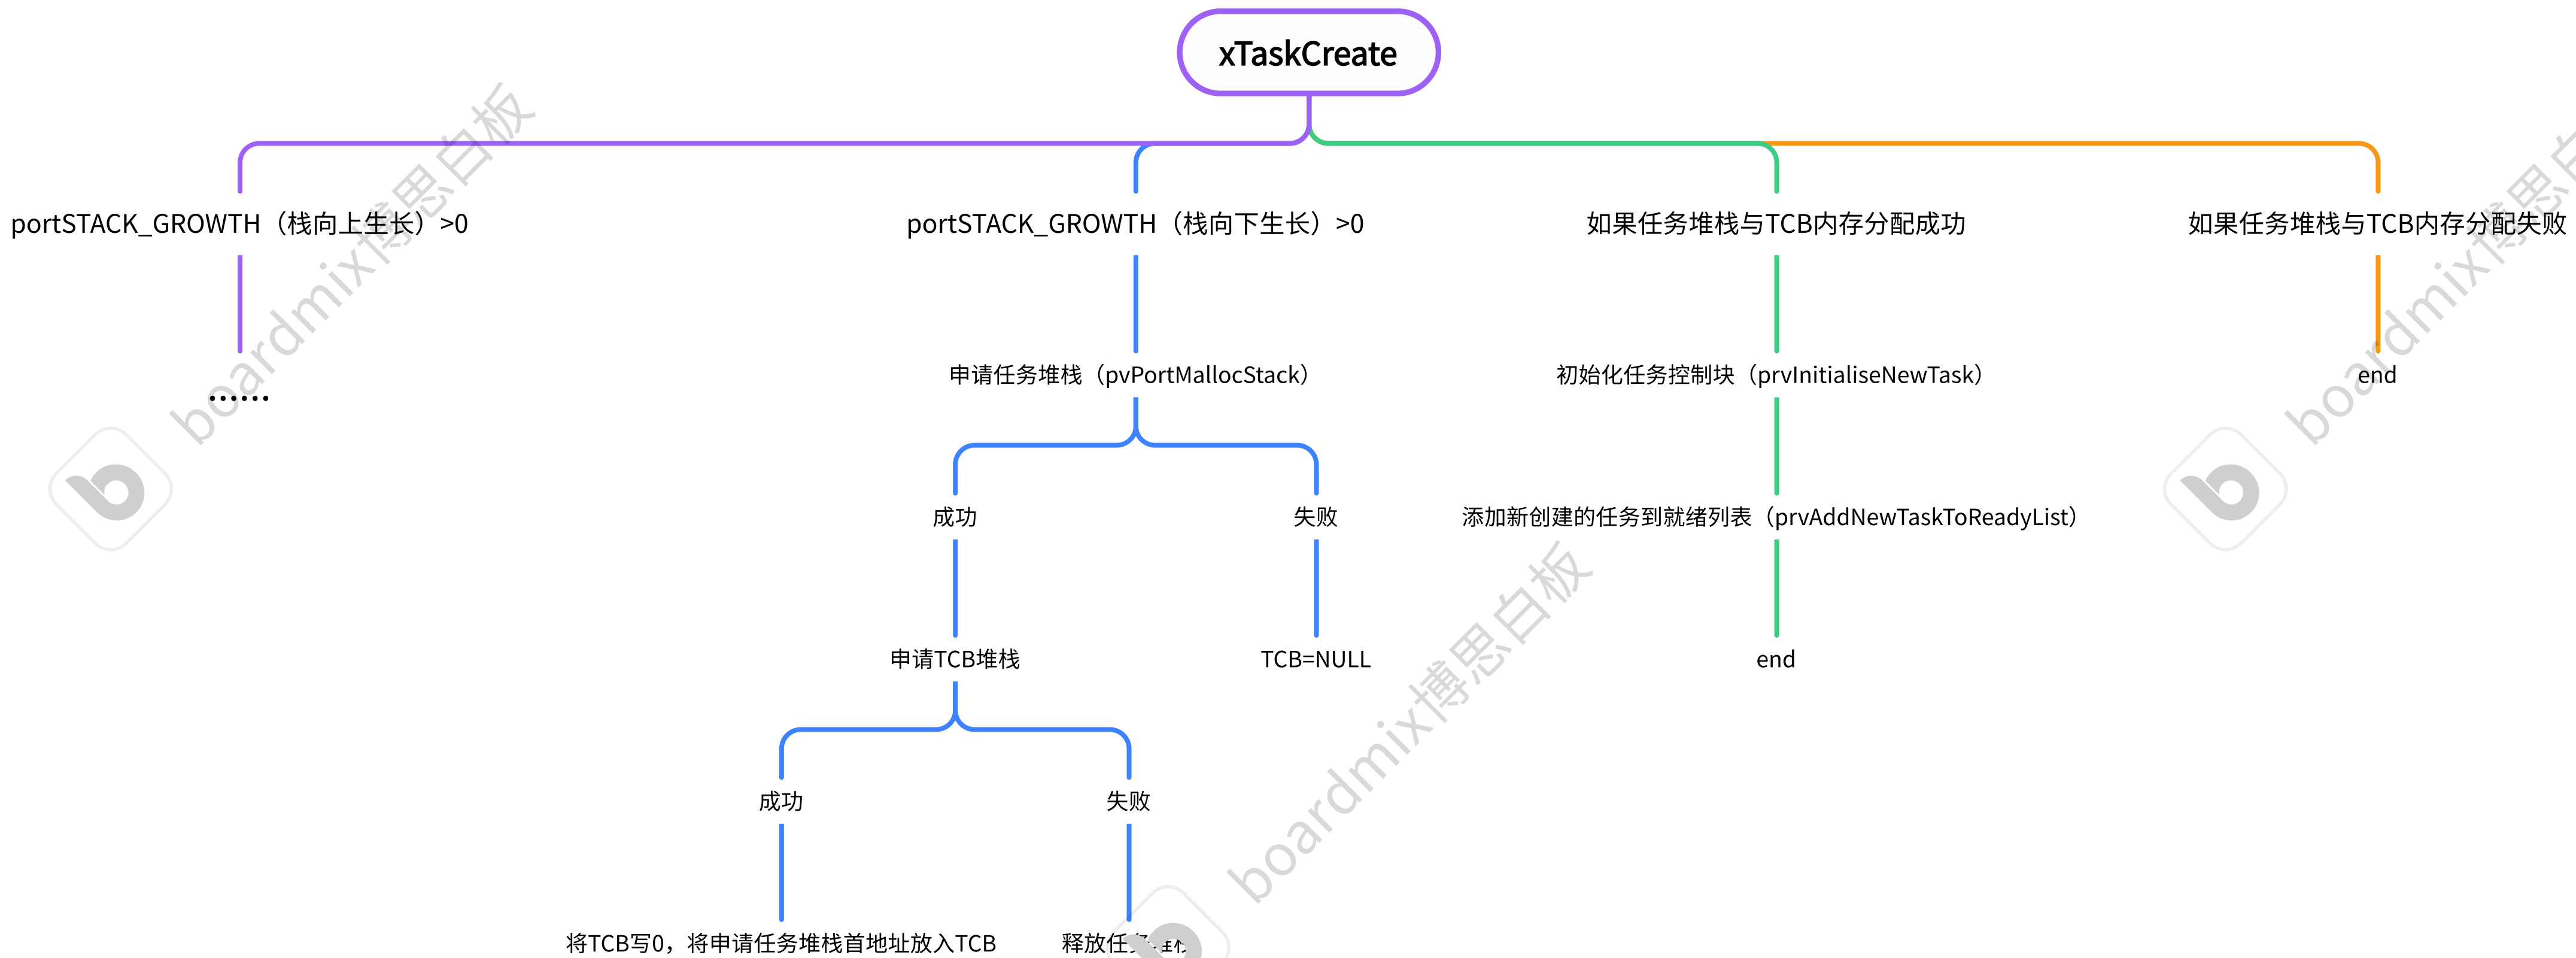 xTaskCreate
portSTACK_GROWTH（栈向上生长）>0
portSTACK_GROWTH（栈向下生长）>0
如果任务堆栈与TCB内存分配成功
如果任务堆栈与TCB内存分配失败
申请任务堆栈（pvPortMallocStack）
初始化任务控制块（prvInitialiseNewTask）
end
……
成功
失败
添加新创建的任务到就绪列表（prvAddNewTaskToReadyList）
申请TCB堆栈
TCB=NULL
end
成功
失败
将TCB写0，将申请任务堆栈首地址放入TCB
释放任务堆栈
boardmix博思白板
boardmix博思白板
boardmix博思白板